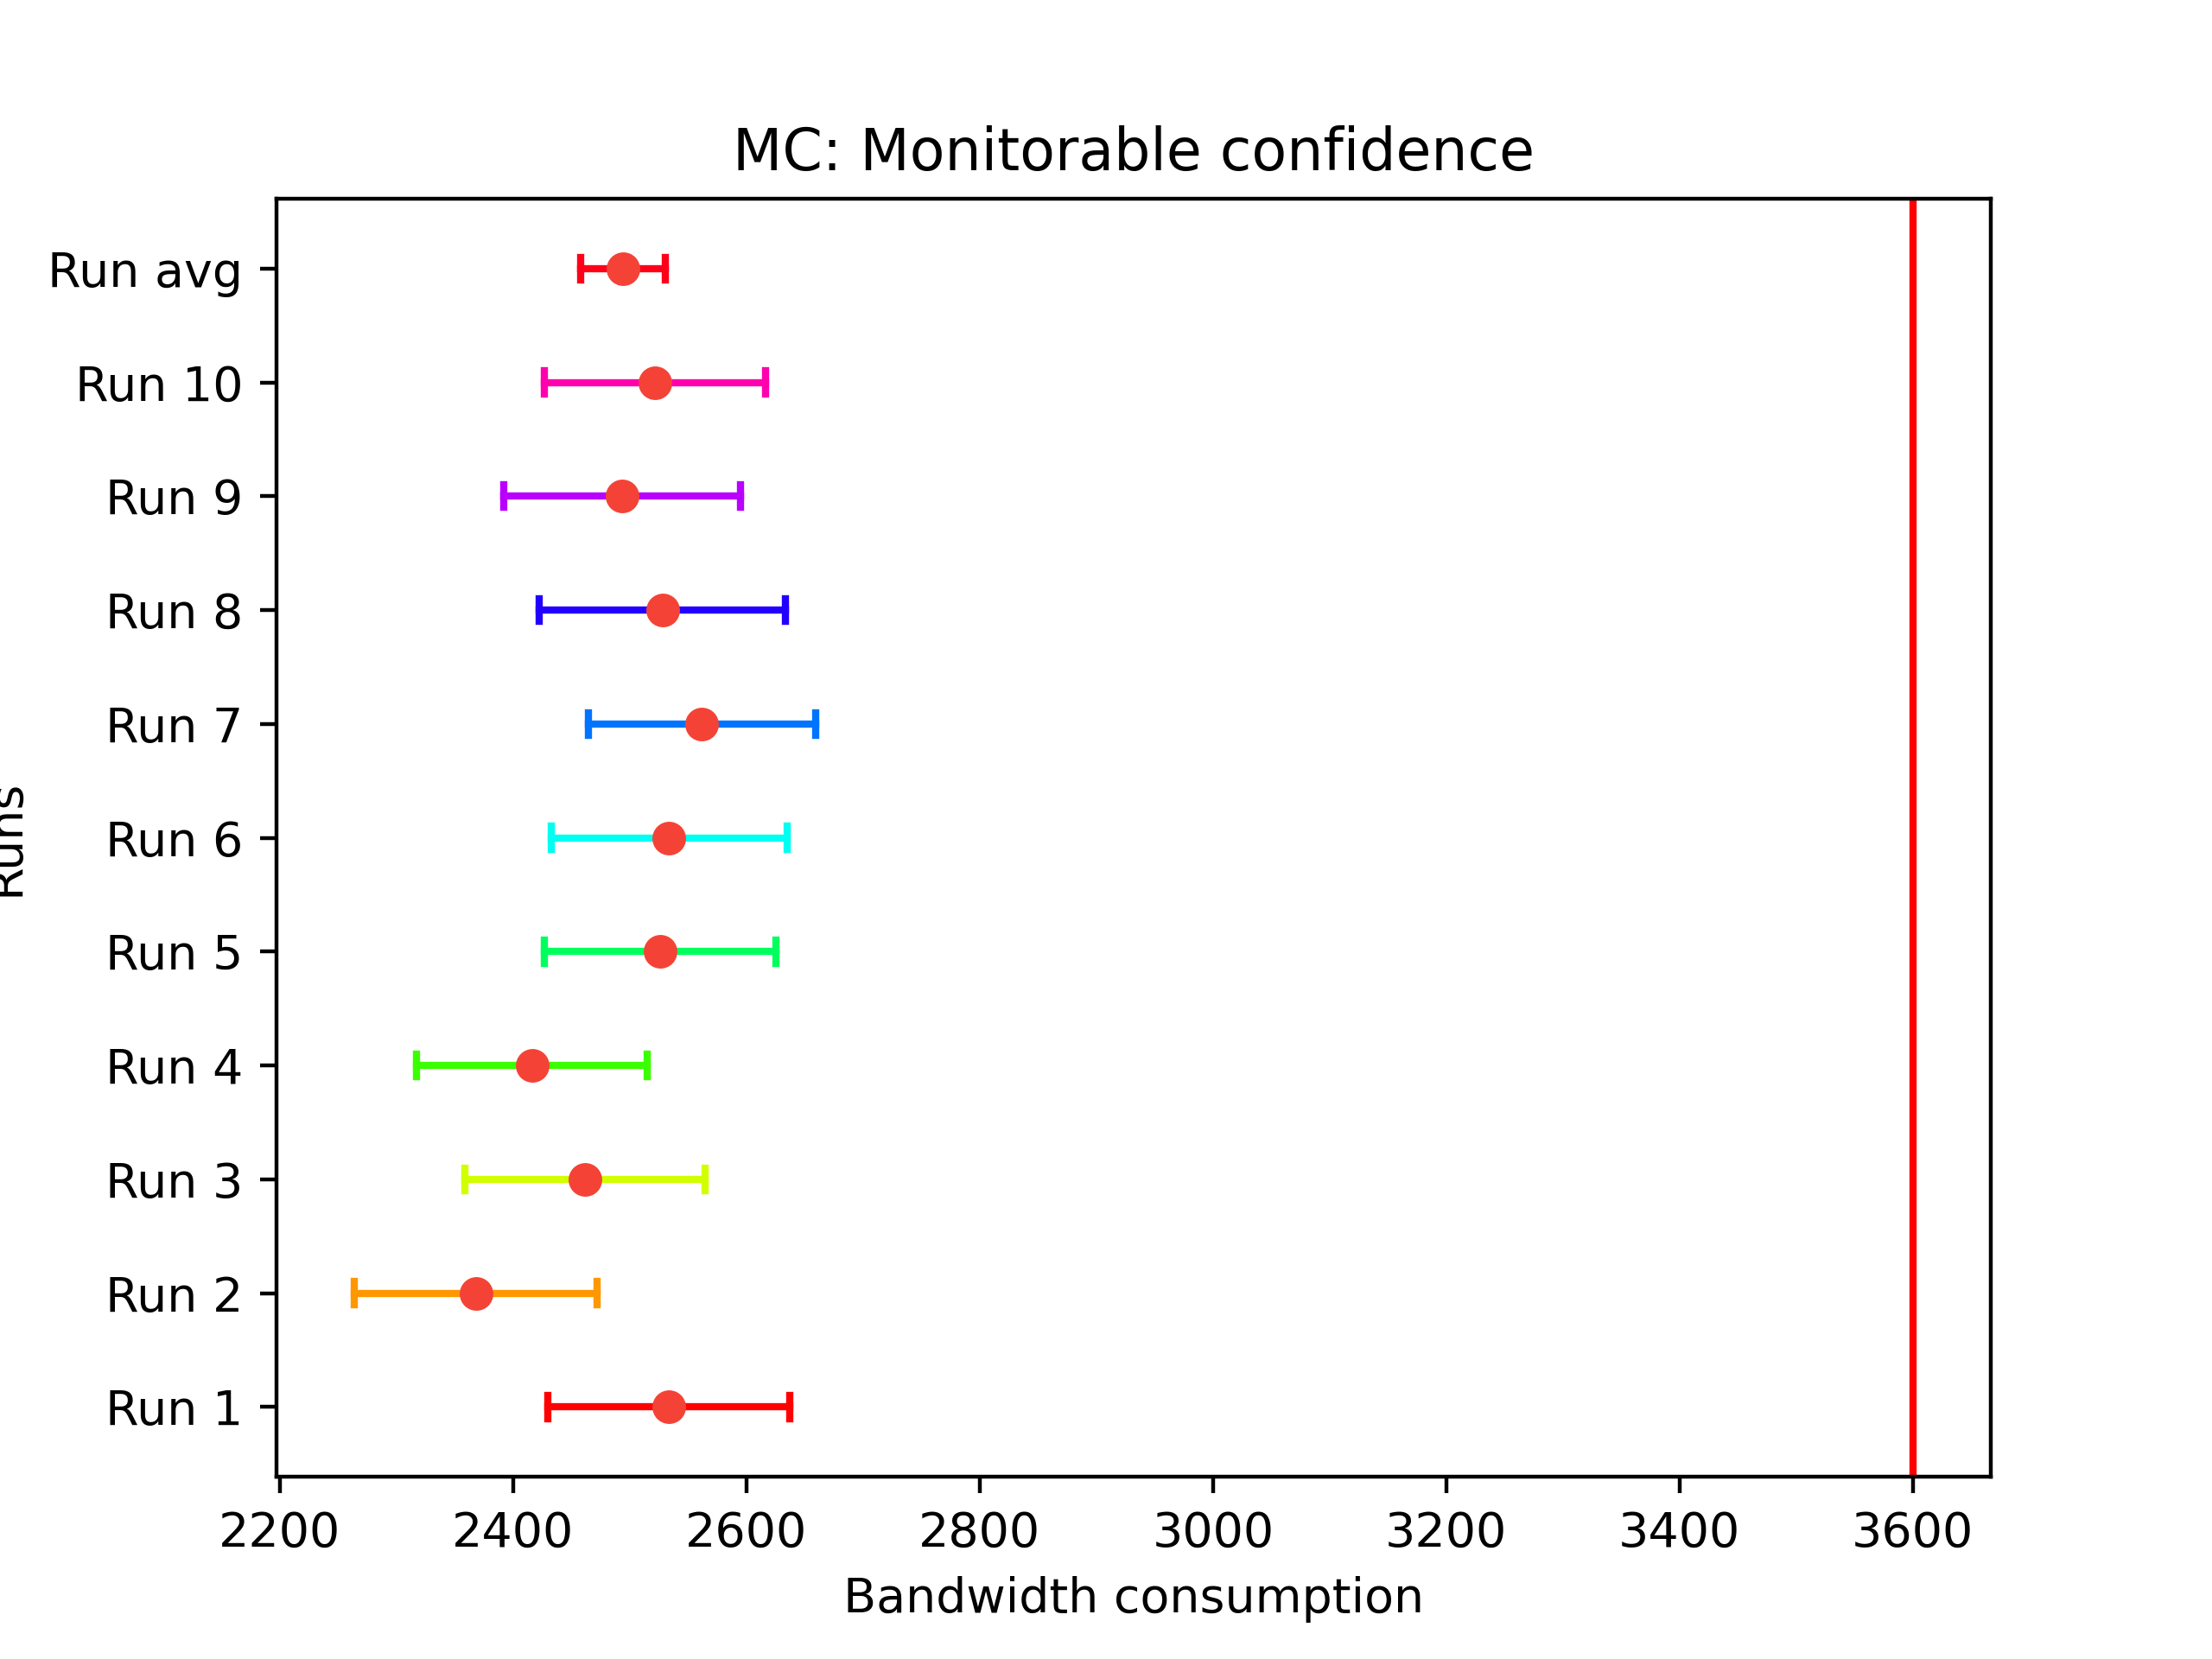 MC: Monitorable confidence
Run avg
Run 10
Run 9
Run 8
Run 7
Run 6
Run 5
Run 4
Run 3
Run 2
Run 1
Runs
2200 2400 2600 2800 3000 3200 3400 3600
Bandwidth consumption